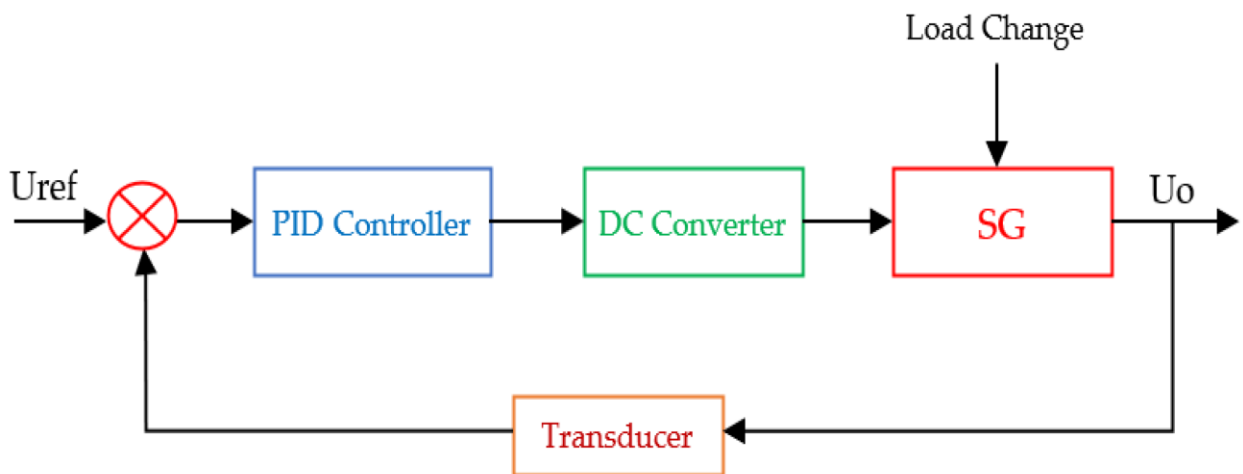 Load Change
Uref
PID Controller
DC Converter
SG
Uo
Transducer